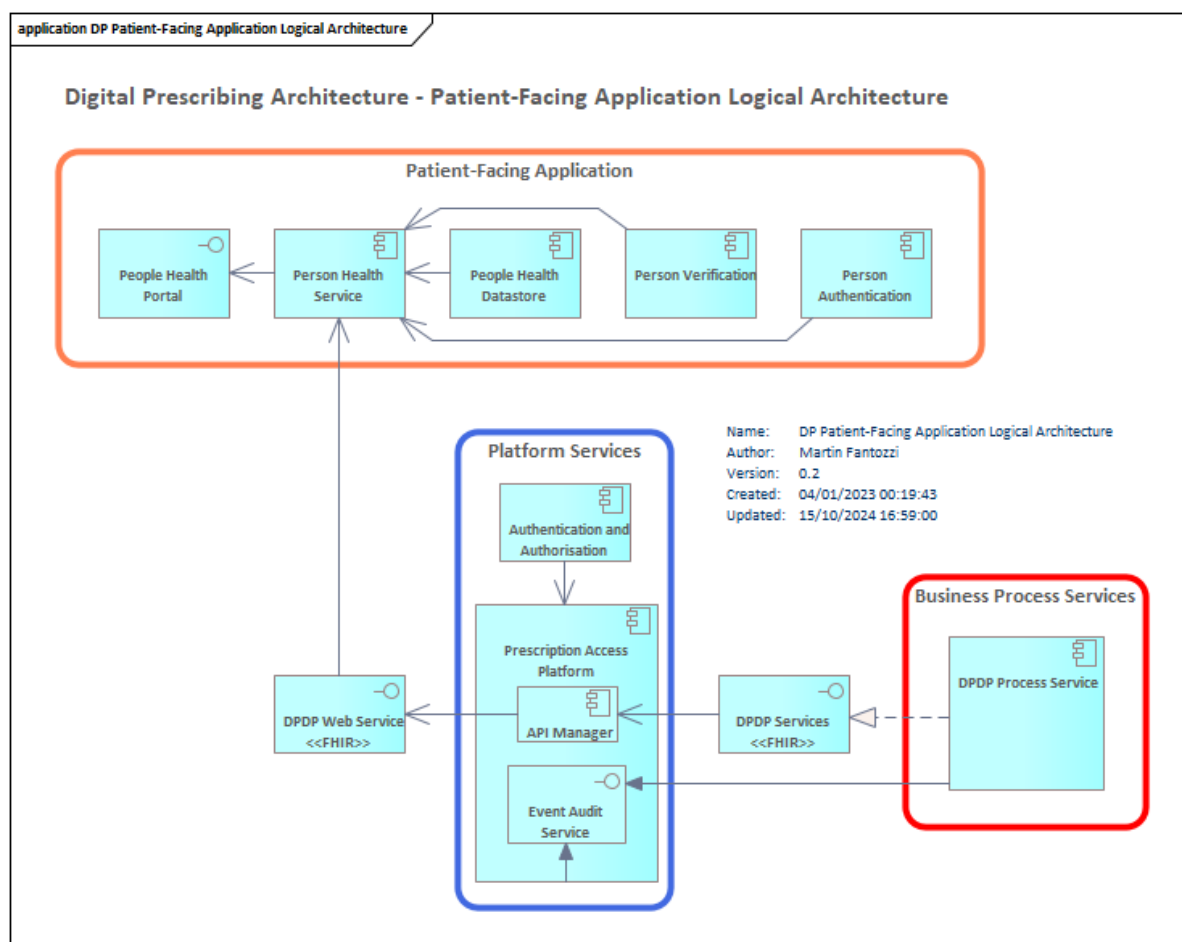 application DP Patient-Facing Application Logical Architecture
Digital Prescribing Architecture - Patient-Facing Application Logical Architecture
Patient-Facing Application
People Health
Portal
Person Health
Service
People Health
Datastore
Person Verification
Person
Authentication
Name: DP Patient-Facing Application Logical Architecture
Author: Martin Fantozzi
Version: 0.2
Created: 04/01/2023 00:19:43
Updated: 15/10/2024 16:59:00
Platform Services
Authentication and
Authorisation
Prescription Access
Platform
API Manager
Event Audit
Service
DPDP Web Service
<<FHIR>>
DPDP Services
<<FHIR>>
Business Process Services
DPDP Process Service